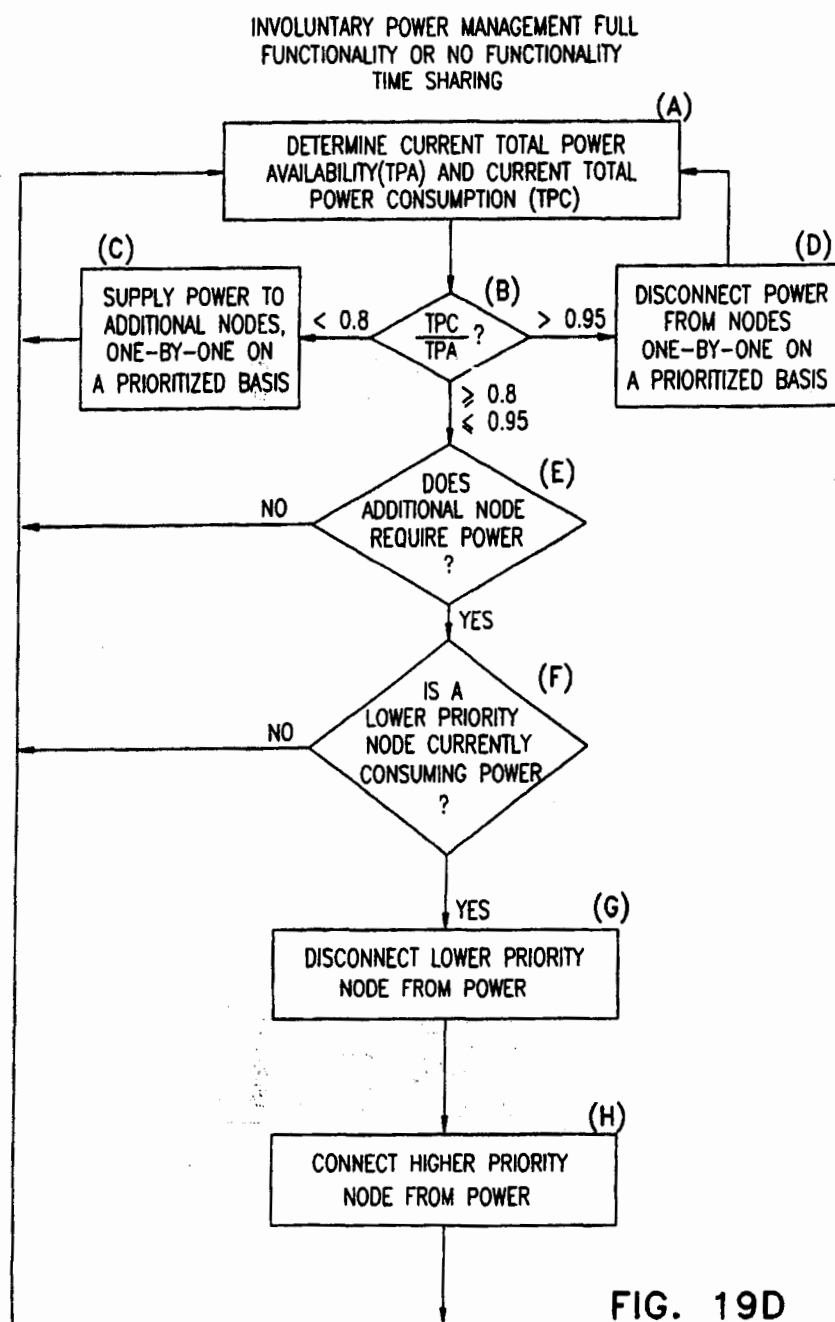 INVOLUNTARY POWER MANAGEMENT FULL
FUNCTIONALITY OR NO FUNCTIONALITY
TIME SHARING
(A)
DETERMINE CURRENT TOTAL POWER
AVAILABILITY(TPA) AND CURRENT TOTAL
POWER CONSUMPTION (TPC)
(C)
SUPPLY POWER TO
ADDITIONAL NODES,
ONE-BY-ONE ON
A PRIORITIZED BASIS
< 0.8
(B)
TPC
TPA
?
> 0.95
(D)
DISCONNECT POWER
FROM NODES
ONE-BY-ONE ON
A PRIORITIZED BASIS
⩾ 0.8
⩽ 0.95
(E)
DOES
ADDITIONAL NODE
REQUIRE POWER
?
NO
YES
(F)
IS A
LOWER PRIORITY
NODE CURRENTLY
CONSUMING POWER
?
NO
YES
(G)
DISCONNECT LOWER PRIORITY
NODE FROM POWER
(H)
CONNECT HIGHER PRIORITY
NODE FROM POWER
FIG. 19D